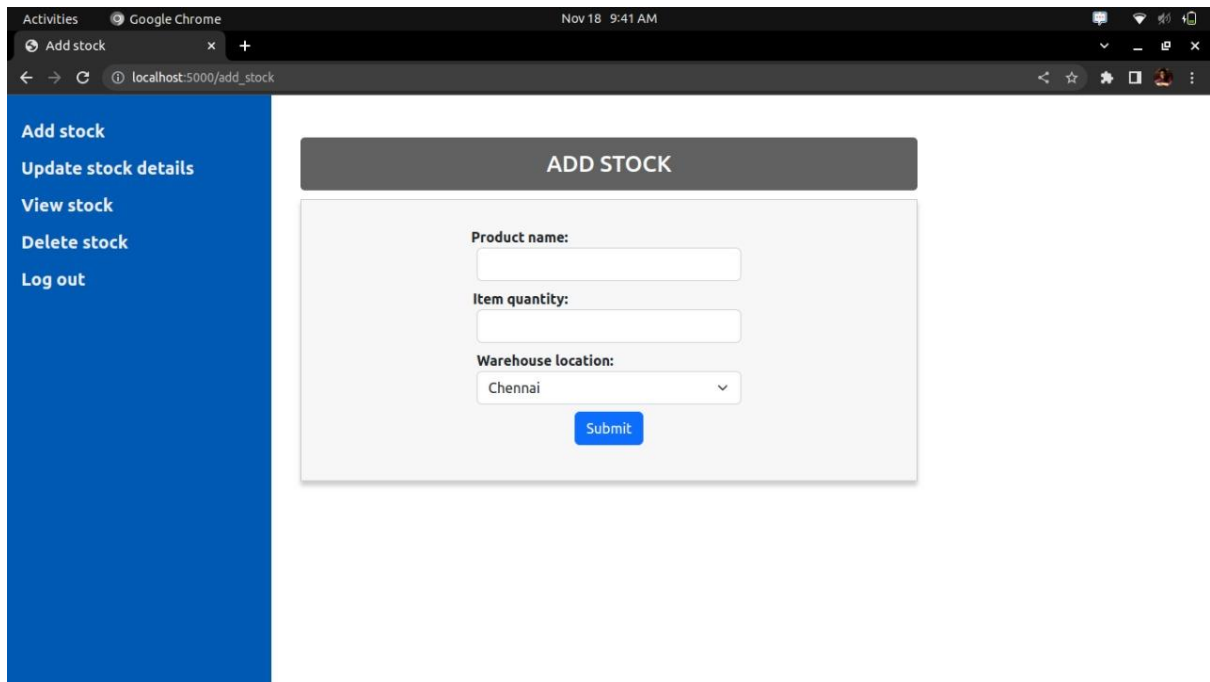 Activities Google Chrome Nov 18 9:41 AM
Add stock
localhost:5000/add_stock
Add stock
Update stock details
View stock
Delete stock
Log out
ADD STOCK
Product name:
Item quantity:
Warehouse location:
Chennai
Submit